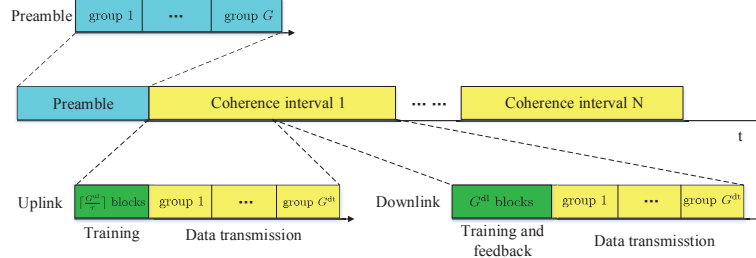 Preamble
group 1
...
group G
Preamble
Coherence interval 1
... ...
Coherence interval N
t
Uplink
⌈G^ul/τ⌉ blocks
group 1
...
group G^dt
Training
Data transmission
Downlink
G^dl blocks
group 1
...
group G^dt
Training and
feedback
Data transmisstion